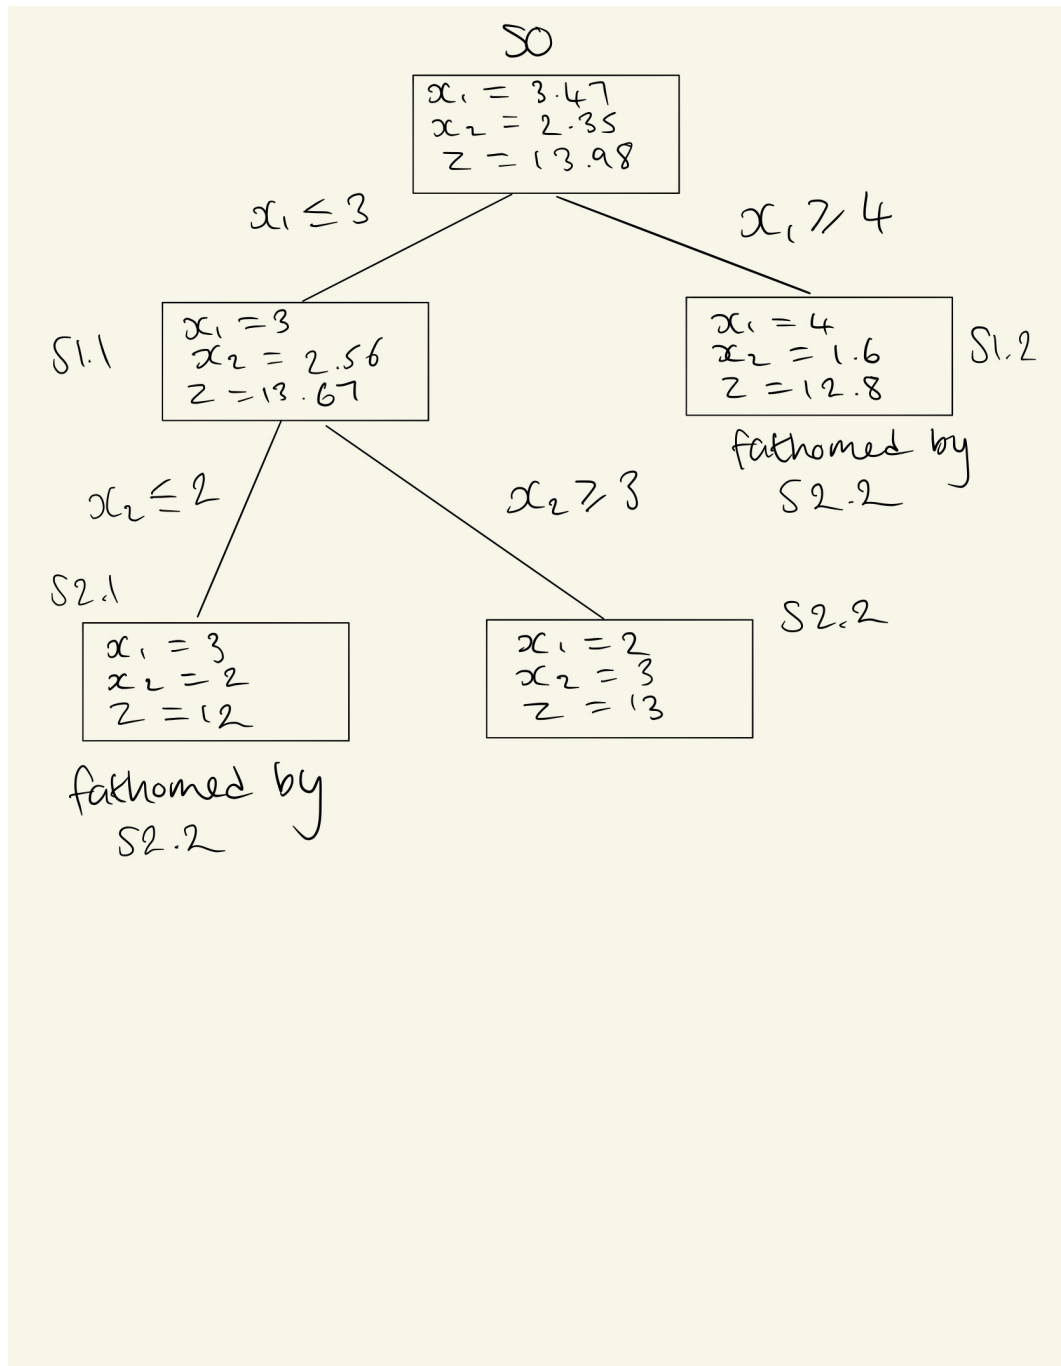 S0
x₁ = 3.47
x₂ = 2.35
z = 13.98
x₁ ≤ 3
x₁ ⩾ 4
S1.1
x₁ = 3
x₂ = 2.56
z = 13.67
x₁ = 4
x₂ = 1.6
z = 12.8
S1.2
fathomed by
S2.2
x₂ ≤ 2
x₂ ⩾ 3
S2.1
x₁ = 3
x₂ = 2
z = 12
x₁ = 2
x₂ = 3
z = 13
S2.2
fathomed by
S2.2